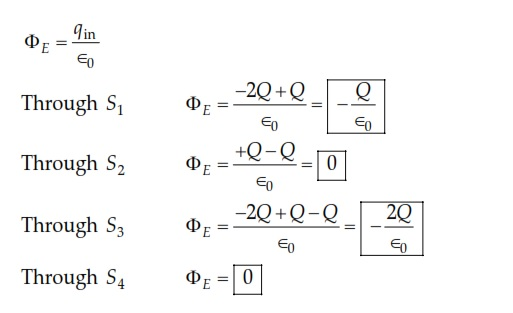 Φ_E = q_in/∈₀
Through S₁ Φ_E = (−2Q + Q)/∈₀ = −Q/∈₀
Through S₂ Φ_E = (+Q − Q)/∈₀ = 0
Through S₃ Φ_E = (−2Q + Q − Q)/∈₀ = −2Q/∈₀
Through S₄ Φ_E = 0